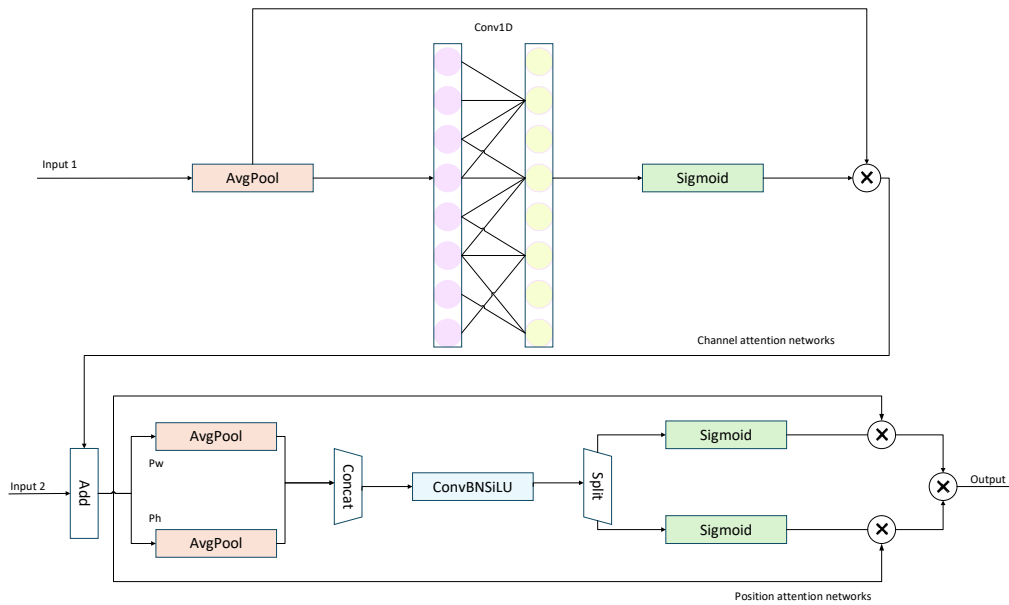 Conv1D
Input 1
AvgPool
Sigmoid
Channel attention networks
AvgPool
Sigmoid
Pw
Input 2
Add
Concat
ConvBNSiLU
Split
Output
Ph
AvgPool
Sigmoid
Position attention networks